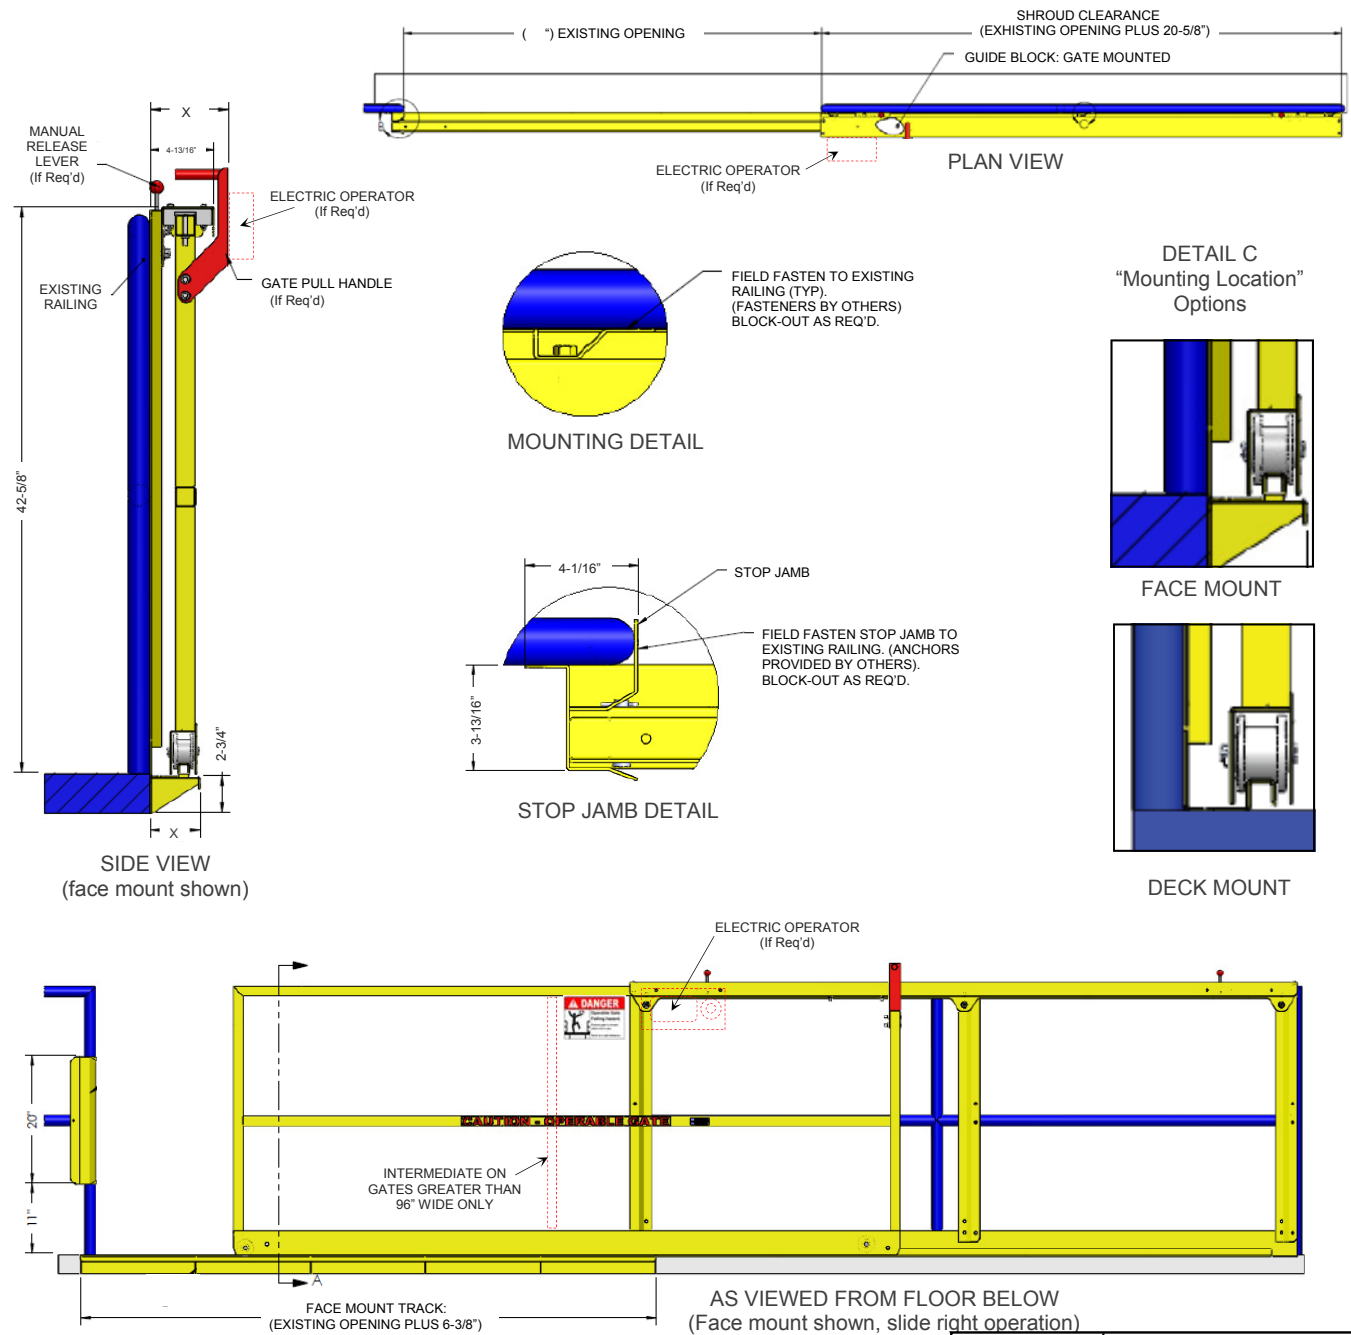 ( ") EXISTING OPENING
SHROUD CLEARANCE
(EXHISTING OPENING PLUS 20-5/8")
GUIDE BLOCK: GATE MOUNTED
B
ELECTRIC OPERATOR
(If Req'd)
PLAN VIEW
X
4-13/16"
MANUAL
RELEASE
LEVER
(If Req'd)
ELECTRIC OPERATOR
(If Req'd)
EXISTING
RAILING
GATE PULL HANDLE
(If Req'd)
42-5/8"
2-3/4"
X
SIDE VIEW
(face mount shown)
FIELD FASTEN TO EXISTING
RAILING (TYP).
(FASTENERS BY OTHERS)
BLOCK-OUT AS REQ'D.
MOUNTING DETAIL
4-1/16"
STOP JAMB
FIELD FASTEN STOP JAMB TO
EXISTING RAILING. (ANCHORS
PROVIDED BY OTHERS).
BLOCK-OUT AS REQ'D.
3-13/16"
STOP JAMB DETAIL
DETAIL C
“Mounting Location”
Options
FACE MOUNT
DECK MOUNT
ELECTRIC OPERATOR
(If Req'd)
DANGER
Operable Gate
Falling Hazard
CAUTION - OPERABLE GATE
INTERMEDIATE ON
GATES GREATER THAN
96” WIDE ONLY
20"
11"
A
FACE MOUNT TRACK:
(EXISTING OPENING PLUS 6-3/8")
AS VIEWED FROM FLOOR BELOW
(Face mount shown, slide right operation)